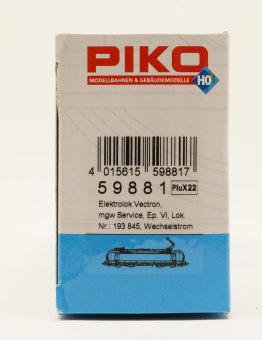 PIKO
MODELLBAHNEN & GEBÄUDEMODELLE
H0
4 015615 598817
59881 PluX22
Elektrolok Vectron,
mgw Service, Ep. VI, Lok.
Nr.: 193 845, Wechselstrom